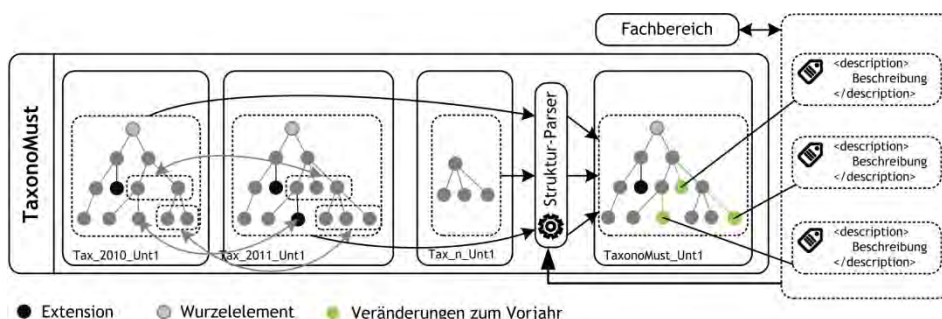 Fachbereich
TaxonoMust
Struktur-Parser
<description>
Beschreibung
</description>
<description>
Beschreibung
</description>
<description>
Beschreibung
</description>
Tax_2010_Unt1
Tax_2011_Unt1
Tax_n_Unt1
TaxonoMust_Unt1
Extension
Wurzelelement
Veränderungen zum Vorjahr